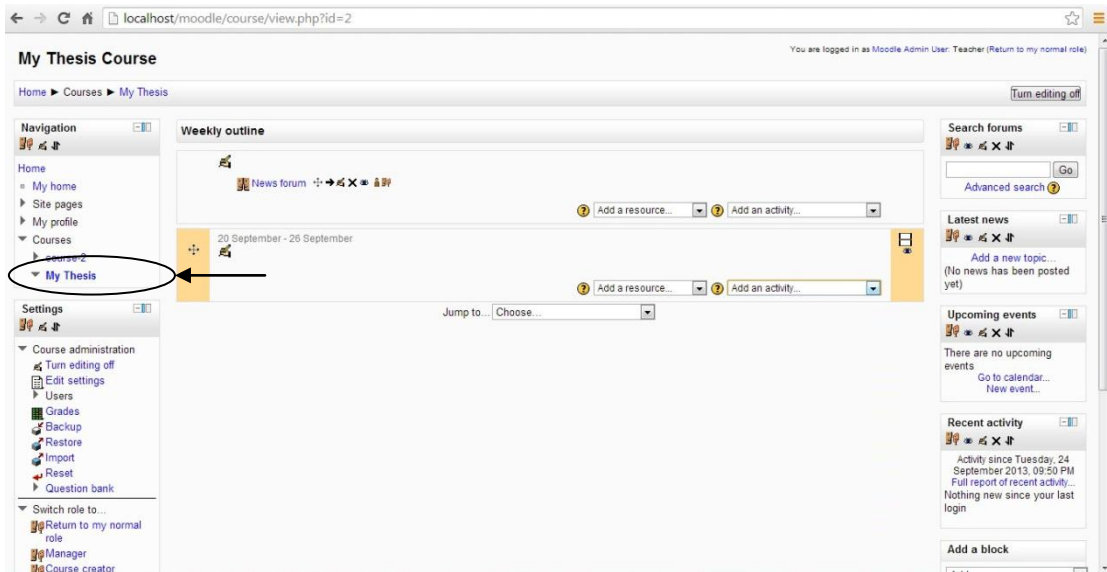 localhost/moodle/course/view.php?id=2
My Thesis Course
You are logged in as Moodle Admin User: Teacher (Return to my normal role)
Home ► Courses ► My Thesis
Turn editing off
Navigation
Home
My home
Site pages
My profile
Courses
course-2
My Thesis
Settings
Course administration
Turn editing off
Edit settings
Users
Grades
Backup
Restore
Import
Reset
Question bank
Switch role to...
Return to my normal
role
Manager
Course creator
Weekly outline
News forum
Add a resource... Add an activity...
20 September - 26 September
Add a resource... Add an activity...
Jump to... Choose...
Search forums
Go
Advanced search
Latest news
Add a new topic...
(No news has been posted
yet)
Upcoming events
There are no upcoming
events
Go to calendar...
New event...
Recent activity
Activity since Tuesday, 24
September 2013, 09:50 PM
Full report of recent activity...
Nothing new since your last
login
Add a block